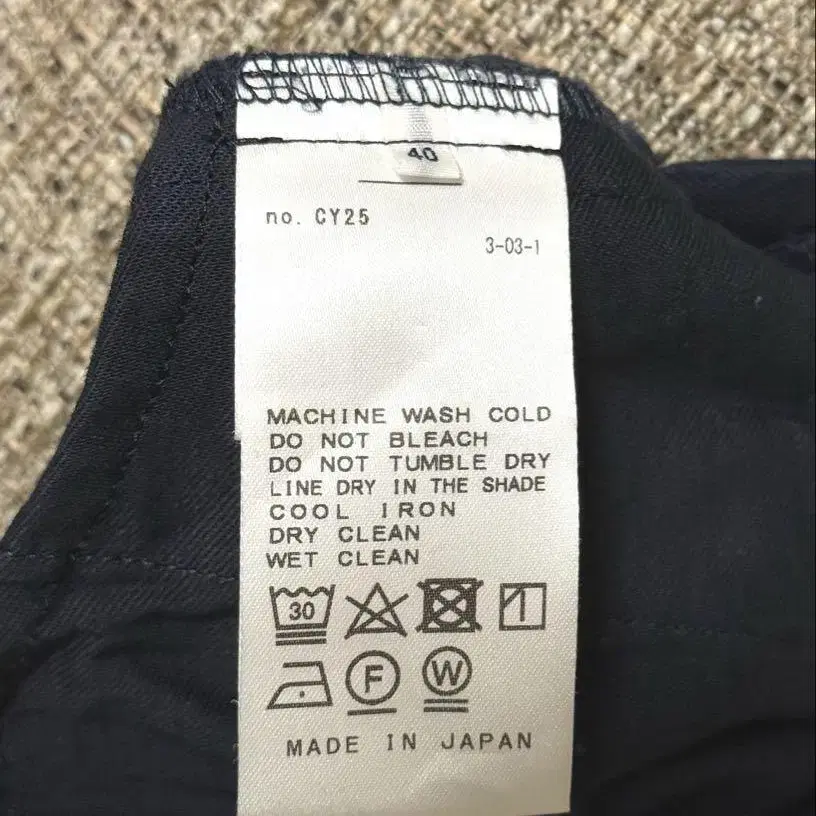 40
no. CY25
3-03-1
MACHINE WASH COLD
DO NOT BLEACH
DO NOT TUMBLE DRY
LINE DRY IN THE SHADE
COOL IRON
DRY CLEAN
WET CLEAN
30
F W
MADE IN JAPAN